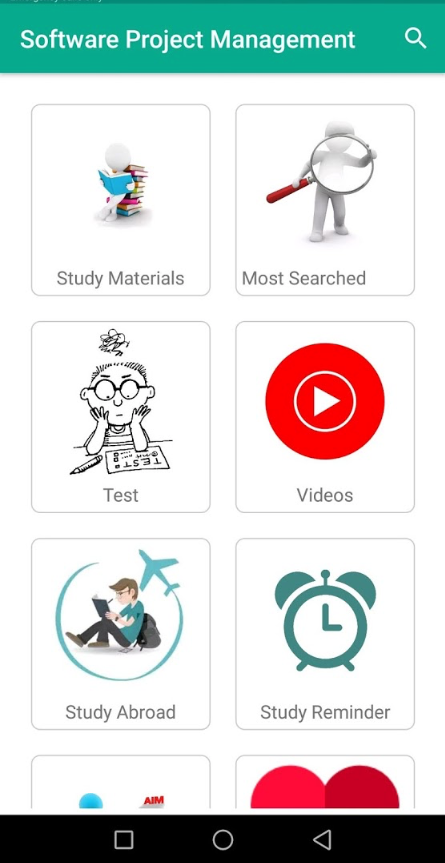 Software Project Management
Study Materials
Most Searched
TEST
Test
Videos
Study Abroad
Study Reminder
AIM